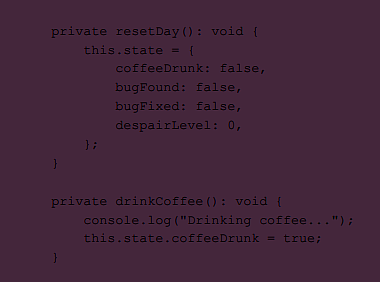 private resetDay(): void {
    this.state = {
        coffeeDrunk: false,
        bugFound: false,
        bugFixed: false,
        despairLevel: 0,
    };
}

private drinkCoffee(): void {
    console.log("Drinking coffee...");
    this.state.coffeeDrunk = true;
}